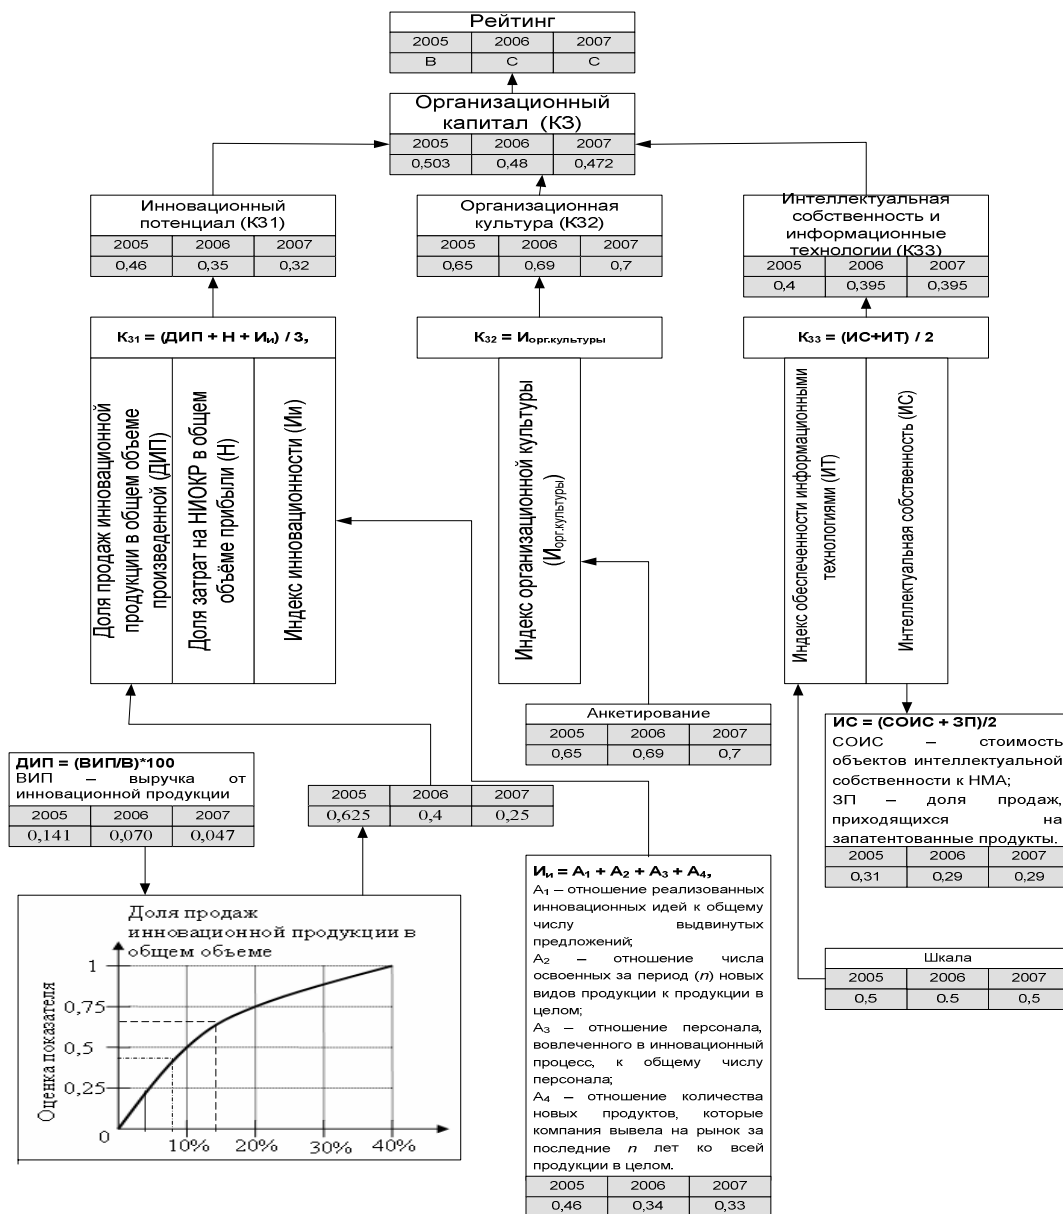 Рейтинг
2005 2006 2007
В С С
Организационный
капитал (К3)
2005 2006 2007
0,503 0,48 0,472
Инновационный
потенциал (К31)
2005 2006 2007
0,46 0,35 0,32
Организационная
культура (К32)
2005 2006 2007
0,65 0,69 0,7
Интеллектуальная
собственность и
информационные
технологии (К33)
2005 2006 2007
0,4 0,395 0,395
К31 = (ДИП + Н + Ии) / 3,
Доля продаж инновационной
продукции в общем объеме
произведенной (ДИП)
Доля затрат на НИОКР в общем
объёме прибыли (Н)
Индекс инновационности (Ии)
К32 = Иорг.культуры
Индекс организационной культуры
(Иорг.культуры)
К33 = (ИС+ИТ) / 2
Индекс обеспеченности информационными
технологиями (ИТ)
Интеллектуальная собственность (ИС)
Анкетирование
2005 2006 2007
0,65 0,69 0,7
ИС = (СОИС + ЗП)/2
СОИС – стоимость
объектов интеллектуальной
собственности к НМА;
ЗП – доля продаж,
приходящихся на
запатентованные продукты.
2005 2006 2007
0,31 0,29 0,29
ДИП = (ВИП/В)*100
ВИП – выручка от
инновационной продукции
2005 2006 2007
0,141 0,070 0,047
2005 2006 2007
0,625 0,4 0,25
Доля продаж
инновационной продукции в
общем объеме
Оценка показателя
1
0,75
0,5
0,25
0
10% 20% 30% 40%
Ии = А1 + А2 + А3 + А4,
А1 – отношение реализованных
инновационных идей к общему
числу выдвинутых
предложений;
А2 – отношение числа
освоенных за период (n) новых
видов продукции к продукции в
целом;
А3 – отношение персонала,
вовлеченного в инновационный
процесс, к общему числу
персонала;
А4 – отношение количества
новых продуктов, которые
компания вывела на рынок за
последние n лет ко всей
продукции в целом.
2005 2006 2007
0,46 0,34 0,33
Шкала
2005 2006 2007
0,5 0.5 0,5